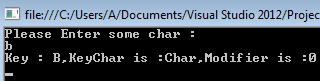 file:///C:/Users/A/Documents/Visual Studio 2012/Projec
Please Enter some char :
b
Key : B,KeyChar is :Char,Modifier is :0